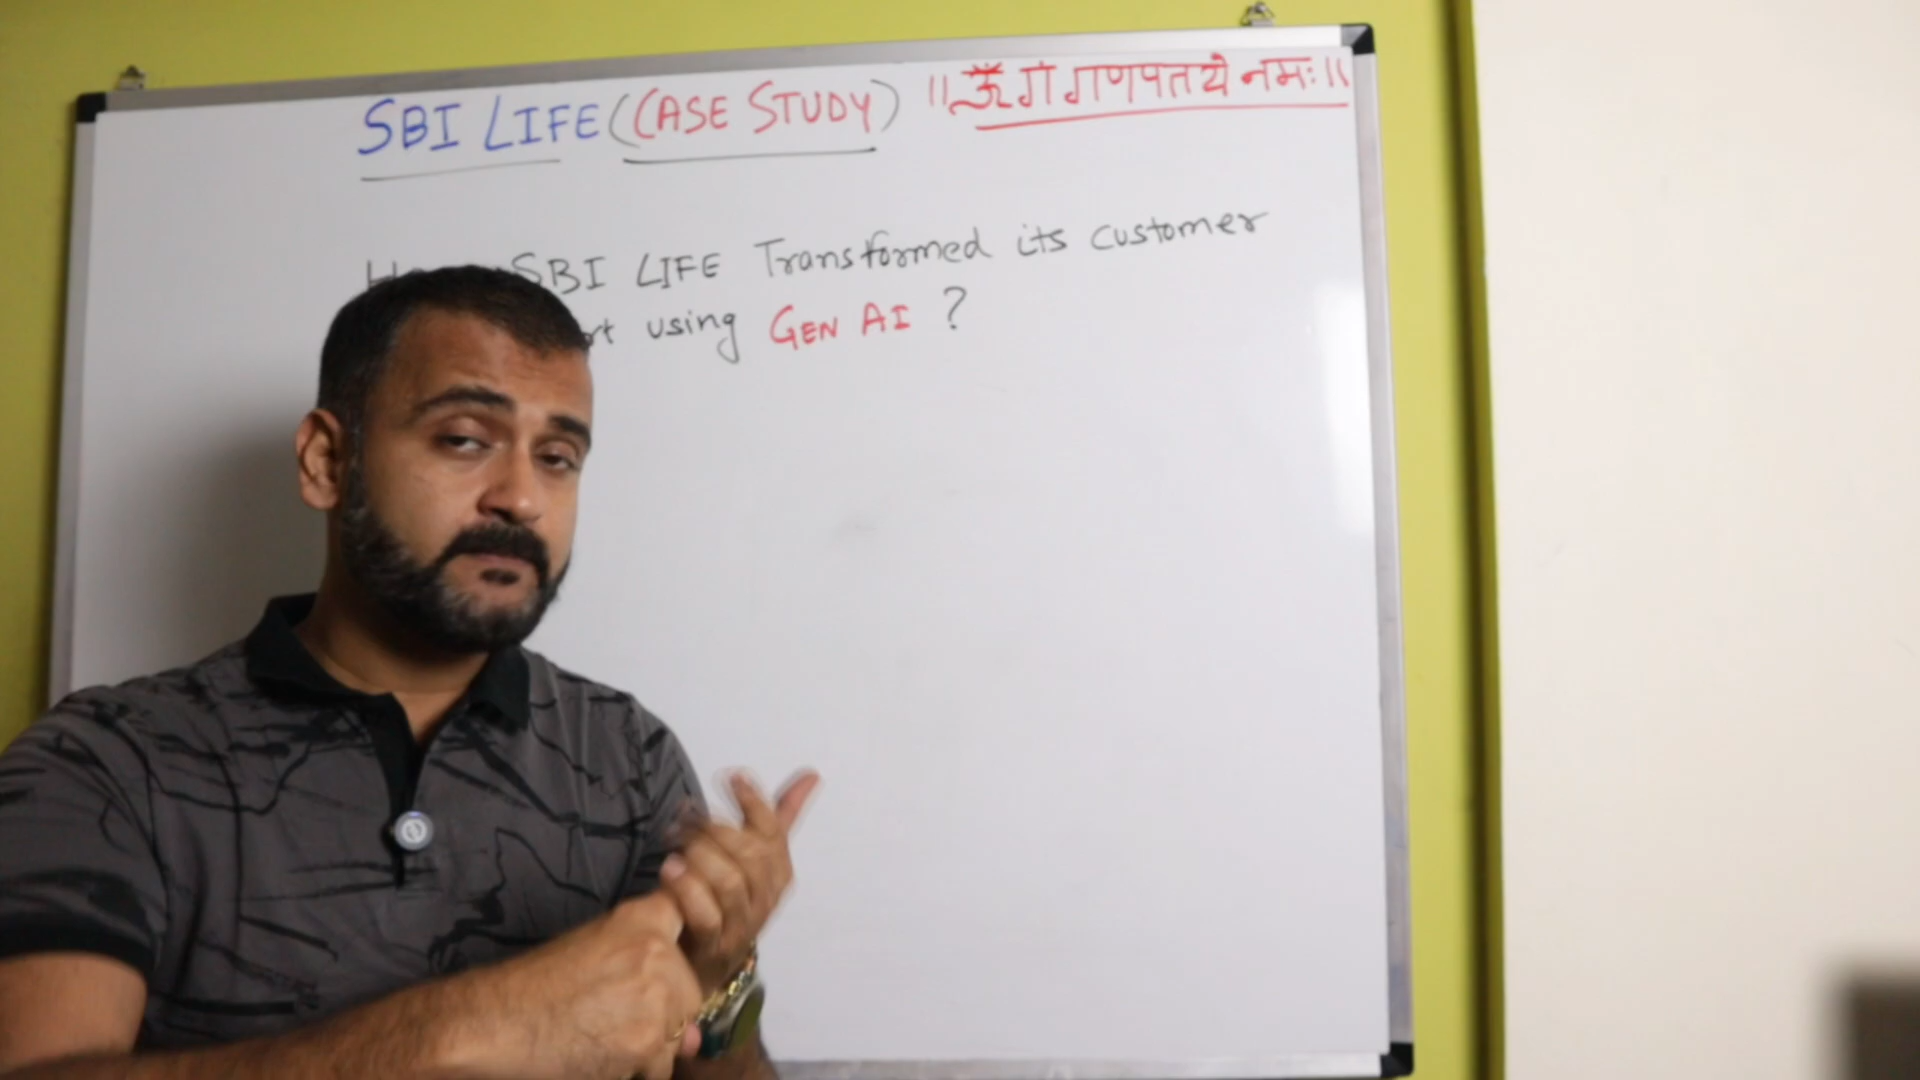 SBI LIFE (CASE STUDY) ॥ ॐ गं गणपतये नमः ॥
SBI LIFE Transformed its customer
using GEN AI ?